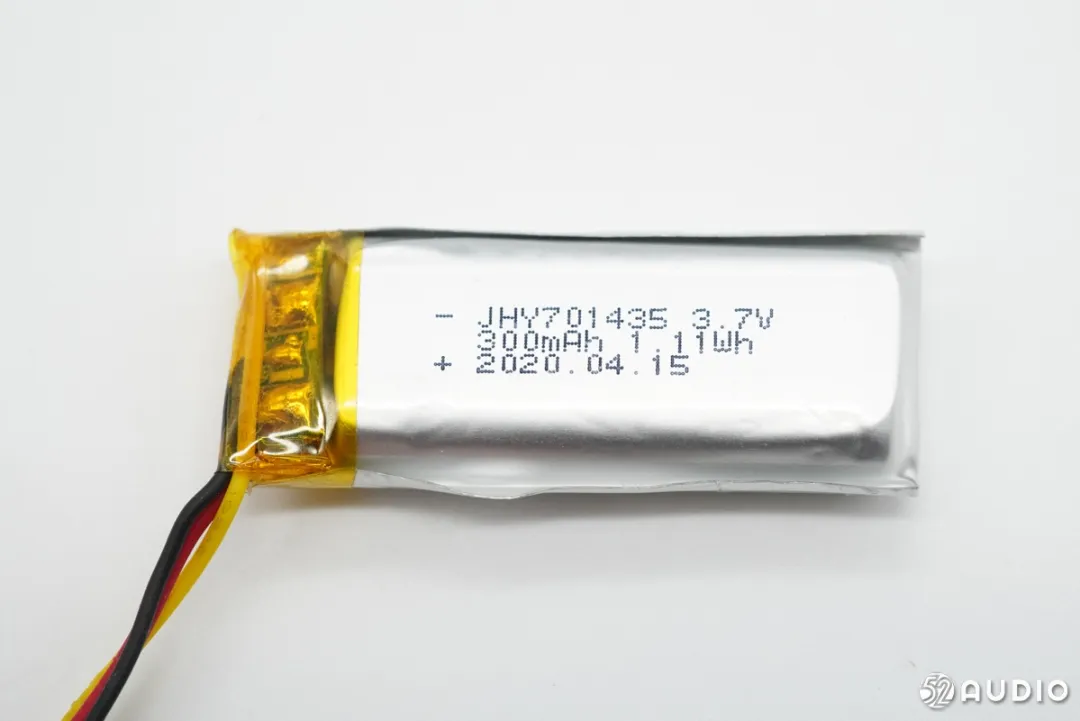 - JHY701435 3.7V
300mAh 1.11Wh
+ 2020.04.15
52AUDIO